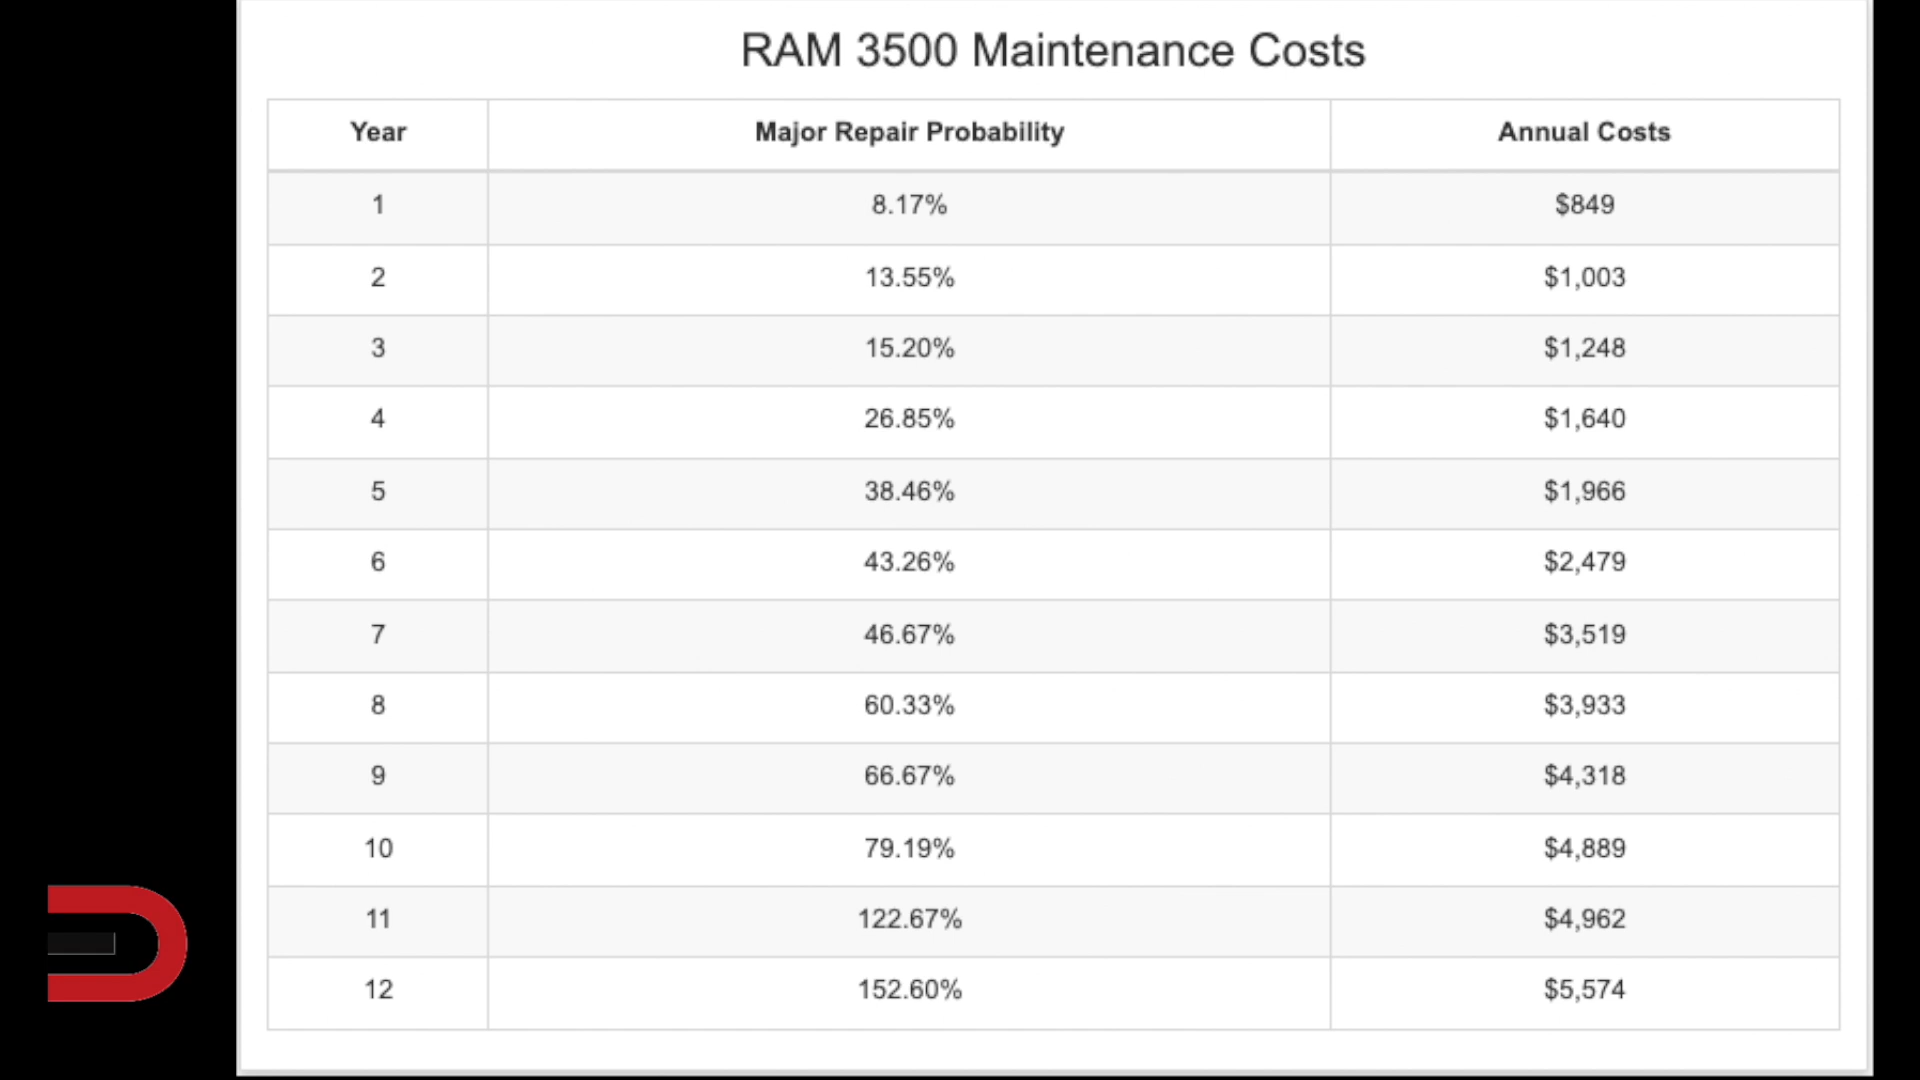 RAM 3500 Maintenance Costs
Year Major Repair Probability Annual Costs
1 8.17% $849
2 13.55% $1,003
3 15.20% $1,248
4 26.85% $1,640
5 38.46% $1,966
6 43.26% $2,479
7 46.67% $3,519
8 60.33% $3,933
9 66.67% $4,318
10 79.19% $4,889
11 122.67% $4,962
12 152.60% $5,574